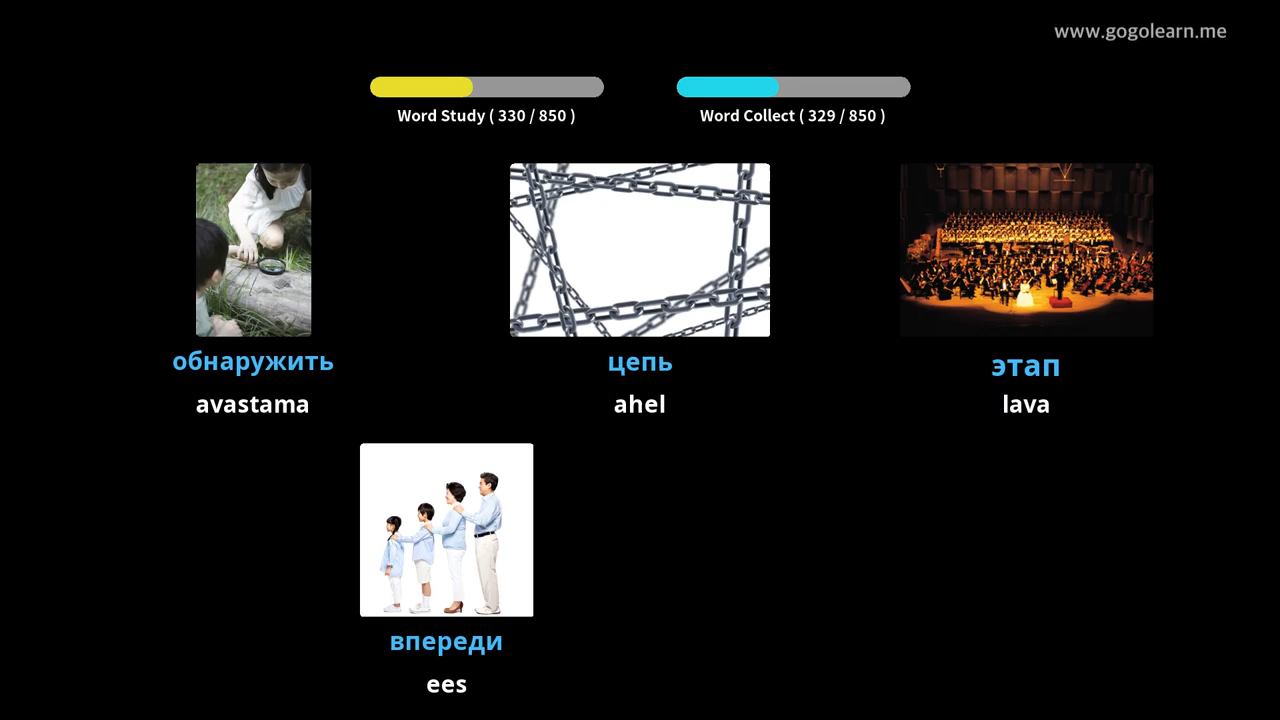 www.gogolearn.me
Word Study ( 330 / 850 )
Word Collect ( 329 / 850 )
обнаружить
avastama
цепь
ahel
этап
lava
впереди
ees